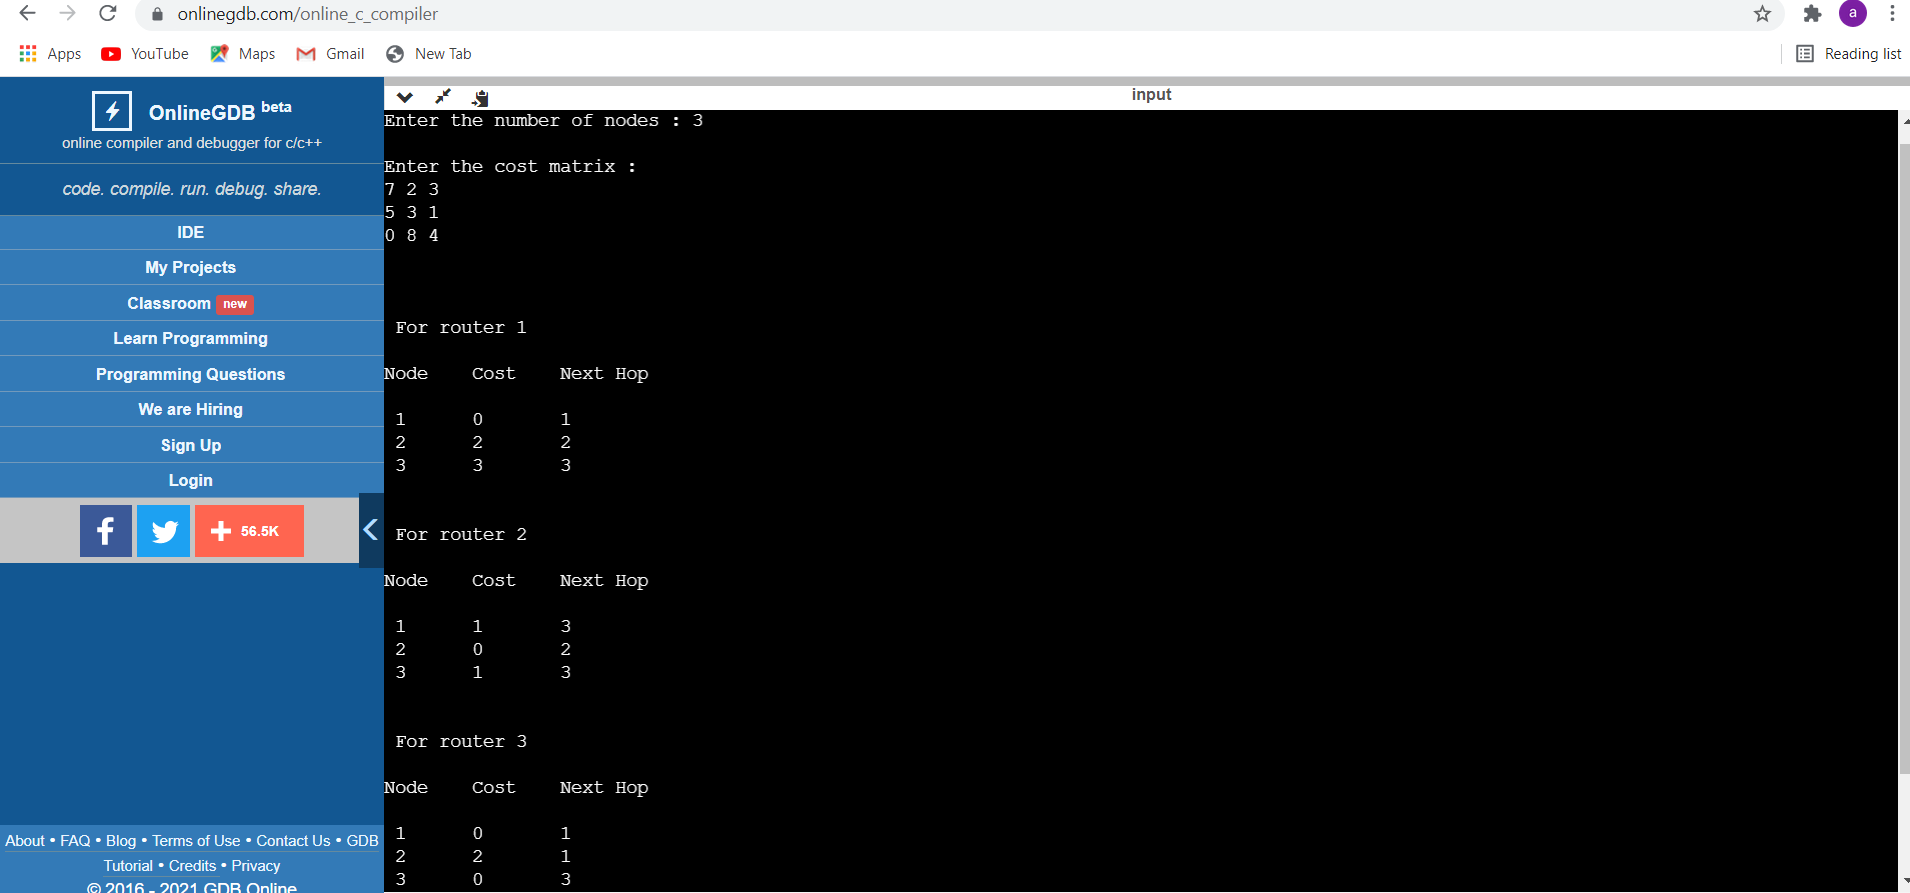 onlinegdb.com/online_c_compiler
a
Apps YouTube Maps Gmail New Tab Reading list
OnlineGDB beta
online compiler and debugger for c/c++
code. compile. run. debug. share.
IDE
My Projects
Classroom new
Learn Programming
Programming Questions
We are Hiring
Sign Up
Login
56.5K
About • FAQ • Blog • Terms of Use • Contact Us • GDB
Tutorial • Credits • Privacy
© 2016 - 2021 GDB Online
input
Enter the number of nodes : 3
Enter the cost matrix :
7 2 3
5 3 1
0 8 4
For router 1
Node Cost Next Hop
1 0 1
2 2 2
3 3 3
For router 2
Node Cost Next Hop
1 1 3
2 0 2
3 1 3
For router 3
Node Cost Next Hop
1 0 1
2 2 1
3 0 3